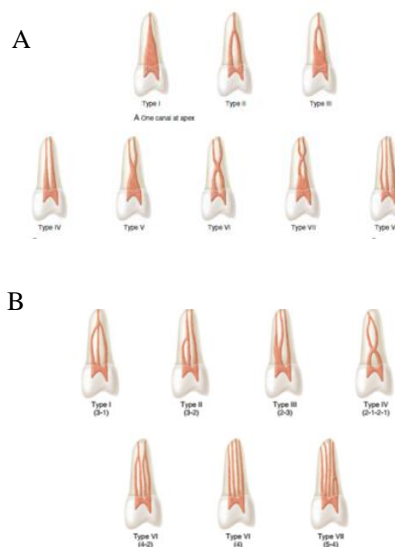 A
Type I Type II Type III
A One canal at apex
Type IV Type V Type VI Type VII Type V
B
Type I Type II Type III Type IV
(3-1) (3-2) (2-3) (2-1-2-1)
Type VI Type VI Type VII
(4-2) (4) (5-4)